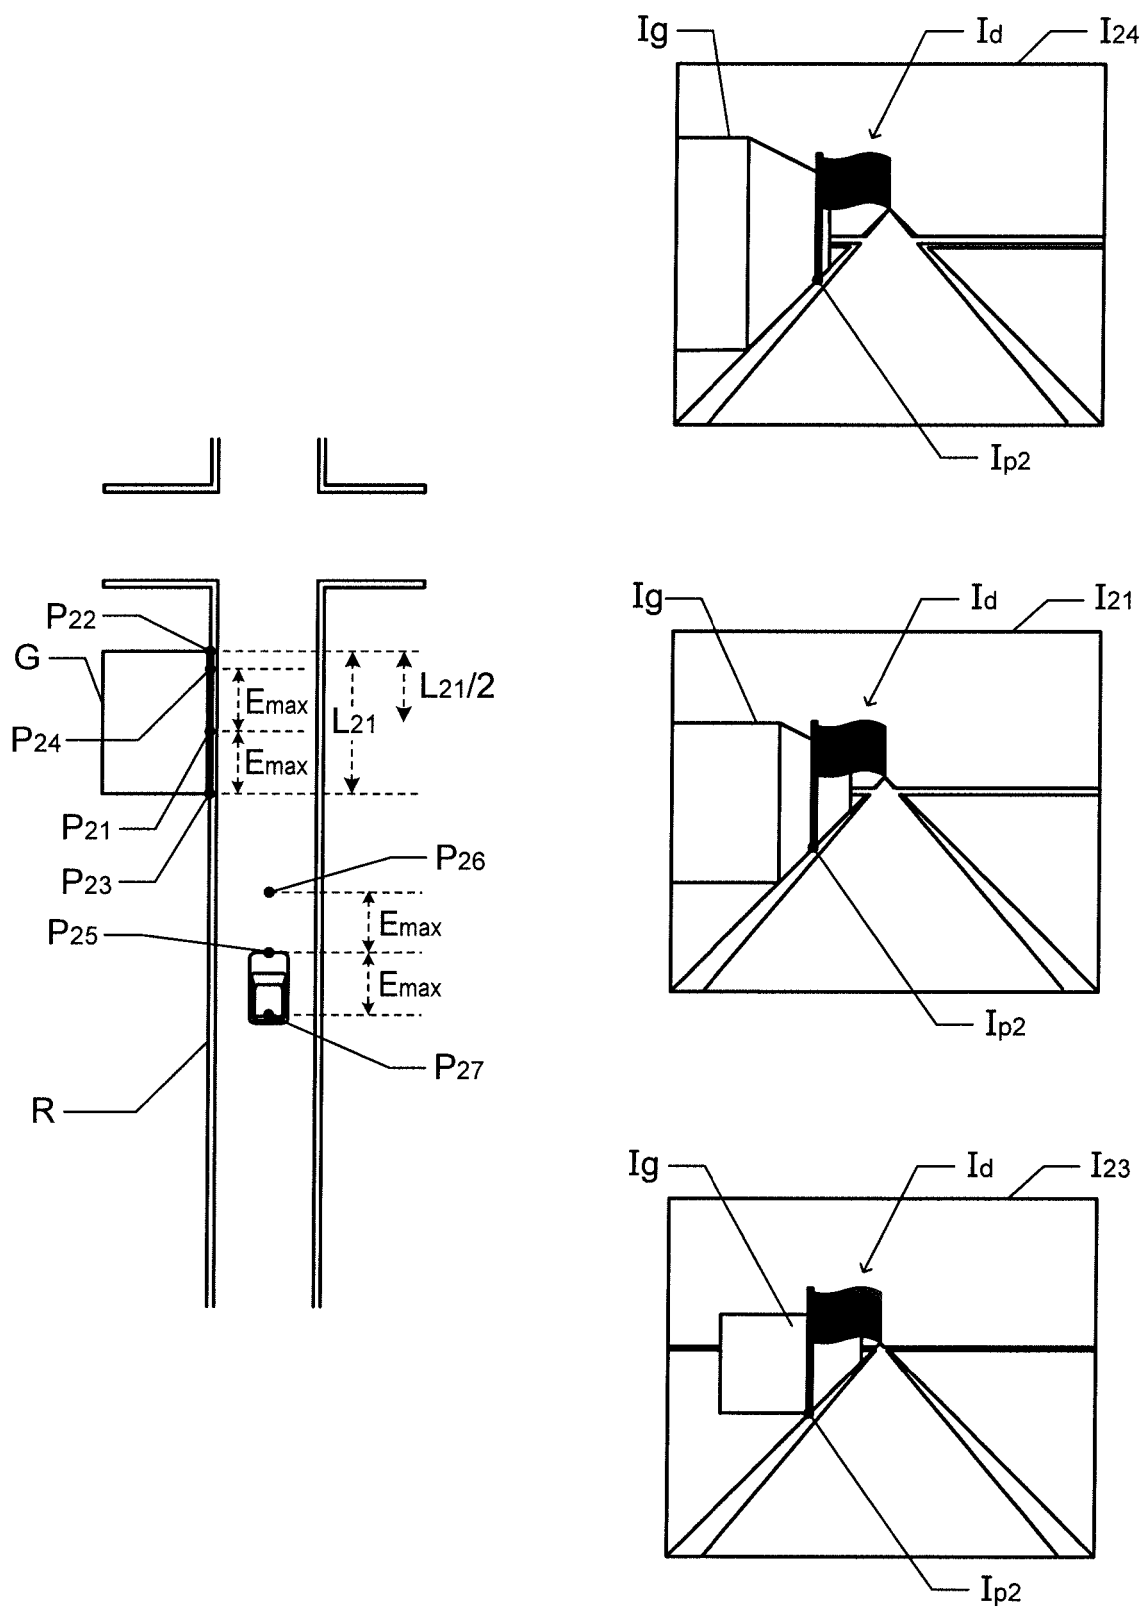 Ig
Id
I24
Ip2
P22
G
Emax
L21
L21/2
P24
Emax
P21
P23
P26
P25
Emax
Emax
P27
R
Ig
Id
I21
Ip2
Ig
Id
I23
Ip2